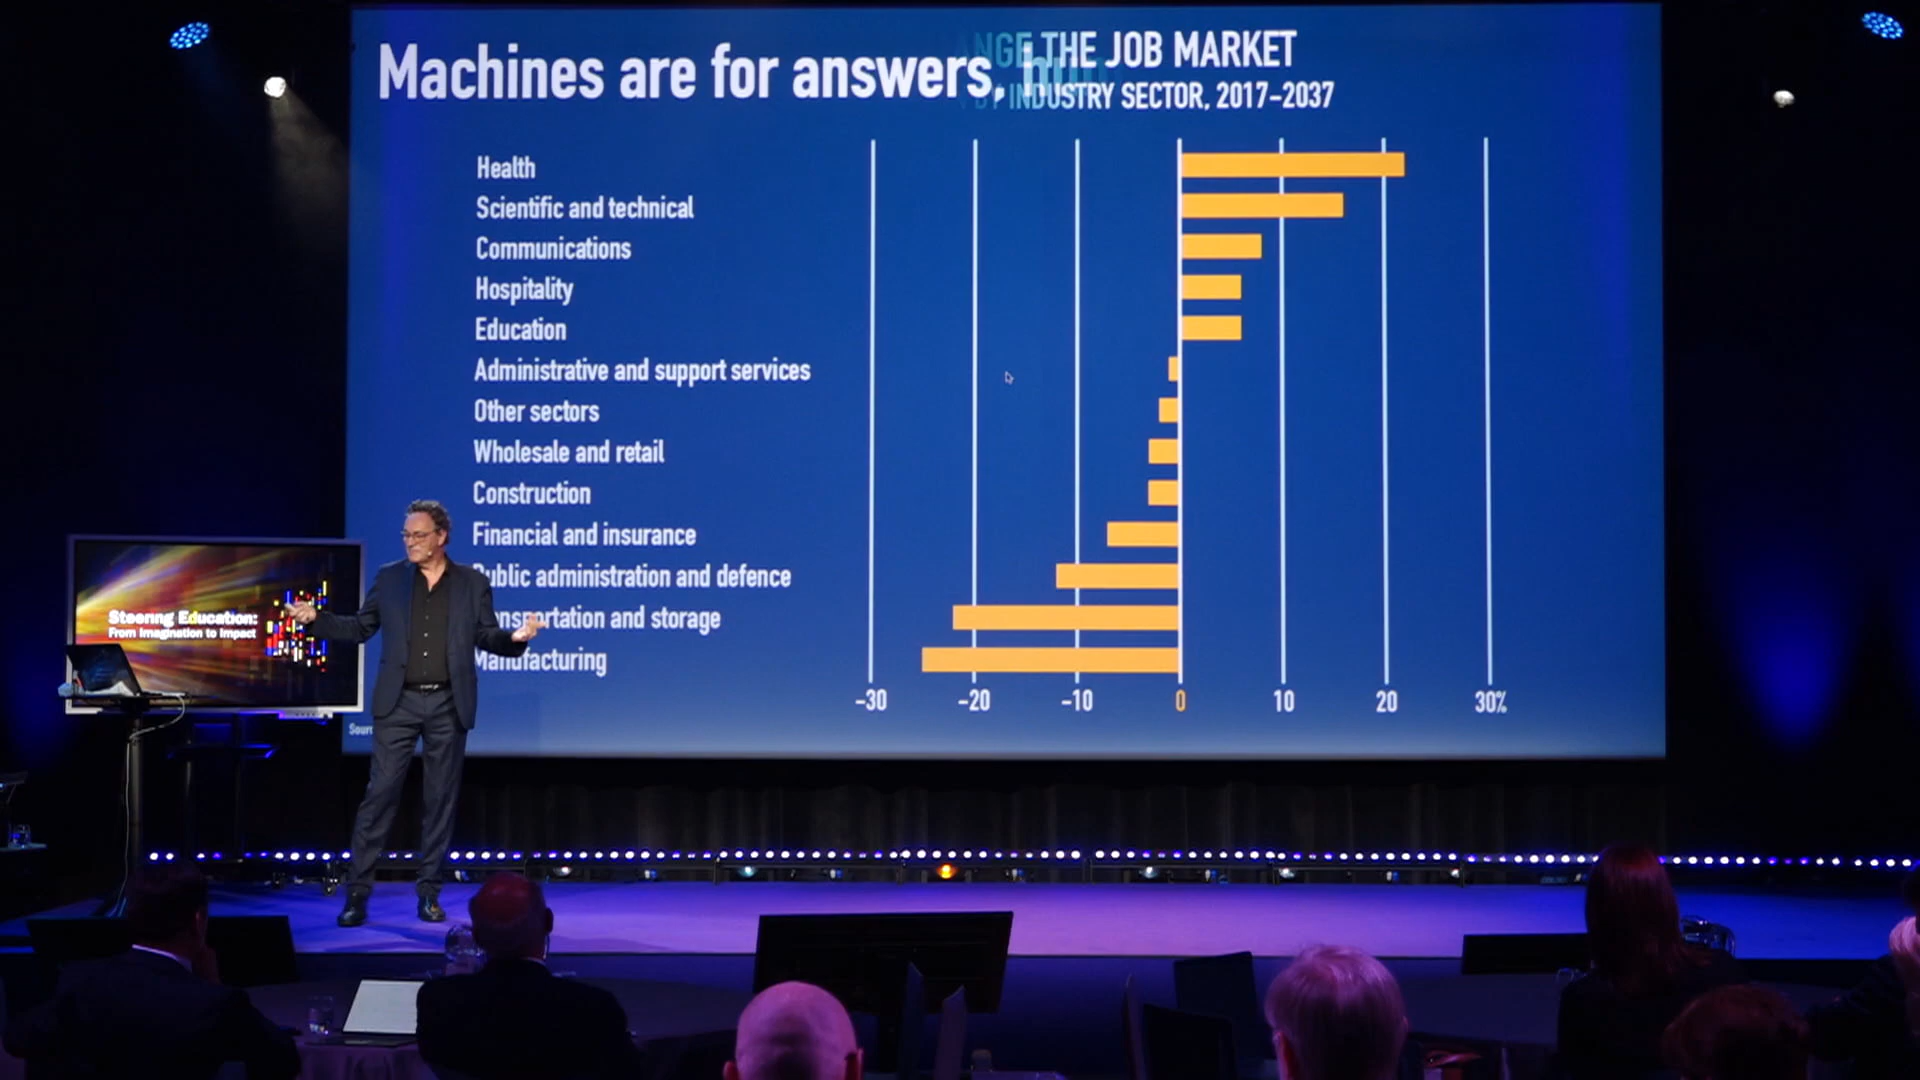 Machines are for answers,
THE JOB MARKET
INDUSTRY SECTOR, 2017–2037
Health
Scientific and technical
Communications
Hospitality
Education
Administrative and support services
Other sectors
Wholesale and retail
Construction
Financial and insurance
Public administration and defence
ansportation and storage
Manufacturing
-30 -20 -10 0 10 20 30%
Steering Education:
From Imagination to Impact